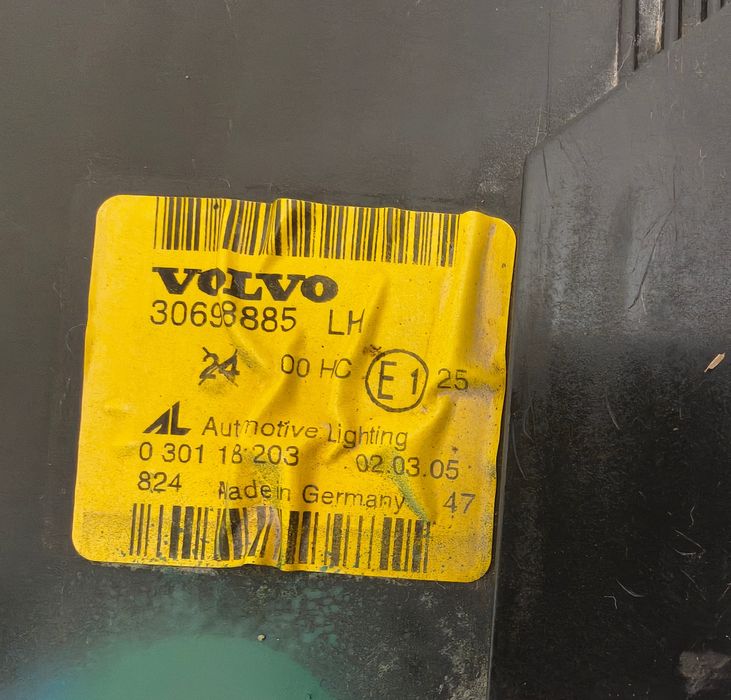 VOLVO
30698885 LH
24 00 HC E1 25
AL Automotive Lighting
0 301 18 203 02.03.05
824 Made in Germany 47